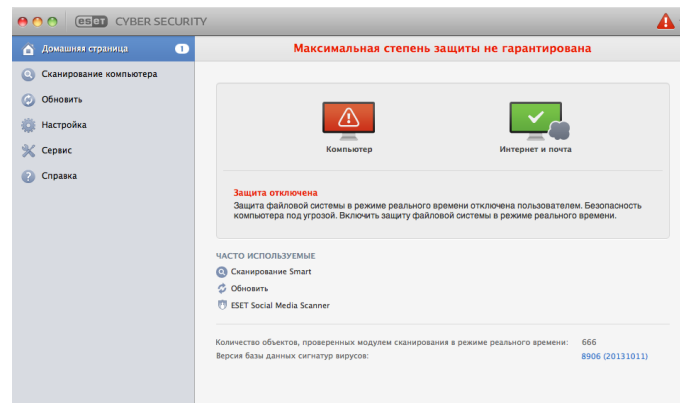 eset CYBER SECURITY
Домашняя страница 1
Максимальная степень защиты не гарантирована
Сканирование компьютера
Обновить
Настройка
Сервис
Справка
Компьютер
Интернет и почта
Защита отключена
Защита файловой системы в режиме реального времени отключена пользователем. Безопасность
компьютера под угрозой. Включить защиту файловой системы в режиме реального времени.
ЧАСТО ИСПОЛЬЗУЕМЫЕ
Сканирование Smart
Обновить
ESET Social Media Scanner
Количество объектов, проверенных модулем сканирования в режиме реального времени: 666
Версия базы данных сигнатур вирусов: 8906 (20131011)